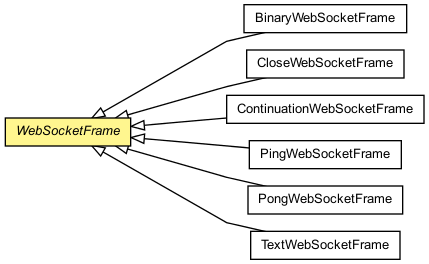 BinaryWebSocketFrame
CloseWebSocketFrame
ContinuationWebSocketFrame
WebSocketFrame
PingWebSocketFrame
PongWebSocketFrame
TextWebSocketFrame